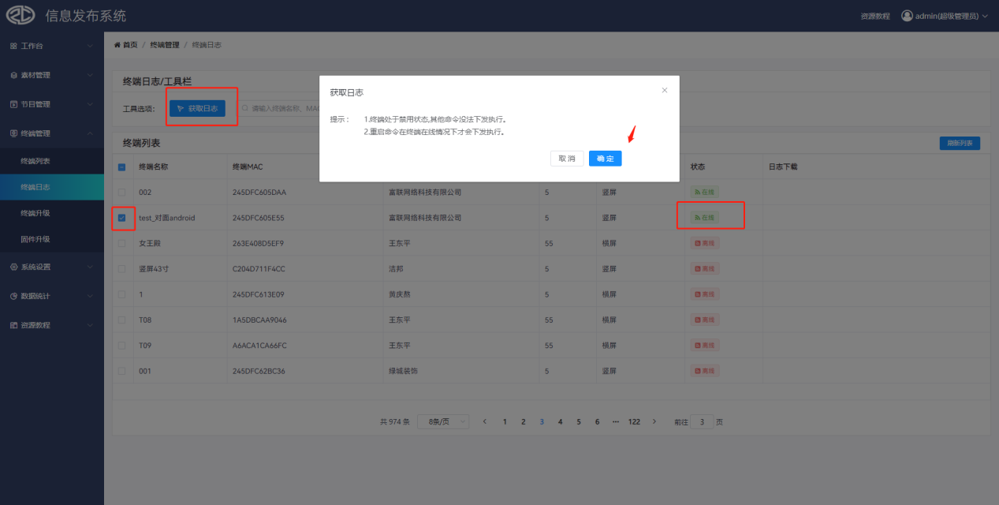 信息发布系统
资源教程
admin(超级管理员)
工作台
素材管理
节目管理
终端管理
终端列表
终端日志
终端升级
固件升级
系统设置
数据统计
资源教程
首页 / 终端管理 / 终端日志
终端日志/工具栏
工具选项: 获取日志 请输入终端名称、MAC
获取日志
提示: 1.终端处于禁用状态,其他命令没法下发执行。
2.重启命令在终端在线情况下才会下发执行。
取消 确定
终端列表 刷新列表
终端名称 终端MAC 状态 日志下载
002 245DFC605DAA 富联网络科技有限公司 5 竖屏 在线
test_对面android 245DFC605E55 富联网络科技有限公司 5 竖屏 在线
女王殿 263E408D5EF9 王东平 55 横屏 离线
竖屏43寸 C204D711F4CC 洁邦 5 竖屏 离线
1 245DFC613E09 黄庆熬 5 横屏 离线
T08 1A5DBCAA9046 王东平 55 横屏 离线
T09 A6ACA1CA66FC 王东平 55 横屏 离线
001 245DFC62BC36 绿城装饰 5 竖屏 离线
共 974 条 8条/页 1 2 3 4 5 6 ··· 122 前往 3 页